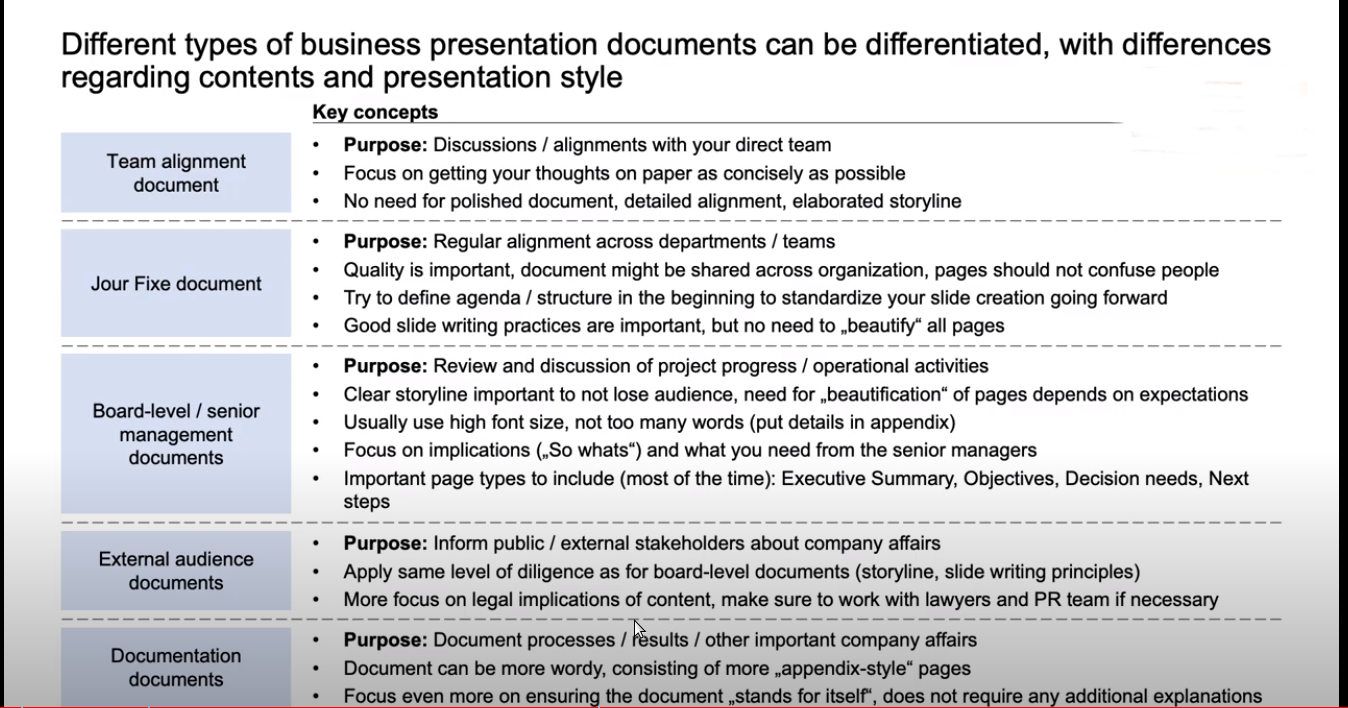 Different types of business presentation documents can be differentiated, with differences
regarding contents and presentation style
Key concepts
Team alignment
document
• Purpose: Discussions / alignments with your direct team
• Focus on getting your thoughts on paper as concisely as possible
• No need for polished document, detailed alignment, elaborated storyline
Jour Fixe document
• Purpose: Regular alignment across departments / teams
• Quality is important, document might be shared across organization, pages should not confuse people
• Try to define agenda / structure in the beginning to standardize your slide creation going forward
• Good slide writing practices are important, but no need to „beautify“ all pages
Board-level / senior
management
documents
• Purpose: Review and discussion of project progress / operational activities
• Clear storyline important to not lose audience, need for „beautification“ of pages depends on expectations
• Usually use high font size, not too many words (put details in appendix)
• Focus on implications („So whats“) and what you need from the senior managers
• Important page types to include (most of the time): Executive Summary, Objectives, Decision needs, Next
steps
External audience
documents
• Purpose: Inform public / external stakeholders about company affairs
• Apply same level of diligence as for board-level documents (storyline, slide writing principles)
• More focus on legal implications of content, make sure to work with lawyers and PR team if necessary
Documentation
documents
• Purpose: Document processes / results / other important company affairs
• Document can be more wordy, consisting of more „appendix-style“ pages
• Focus even more on ensuring the document „stands for itself“, does not require any additional explanations